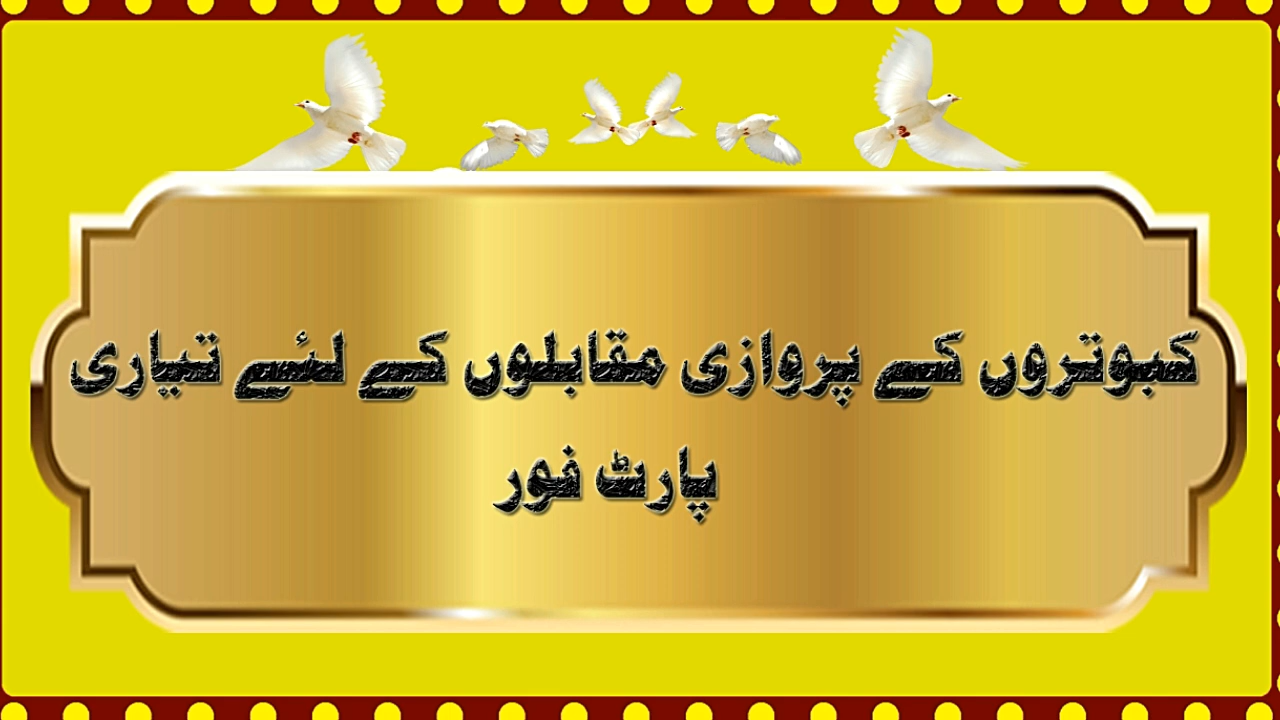 کبوتروں کے پروازی مقابلوں کے لئے تیاری
پارٹ فور